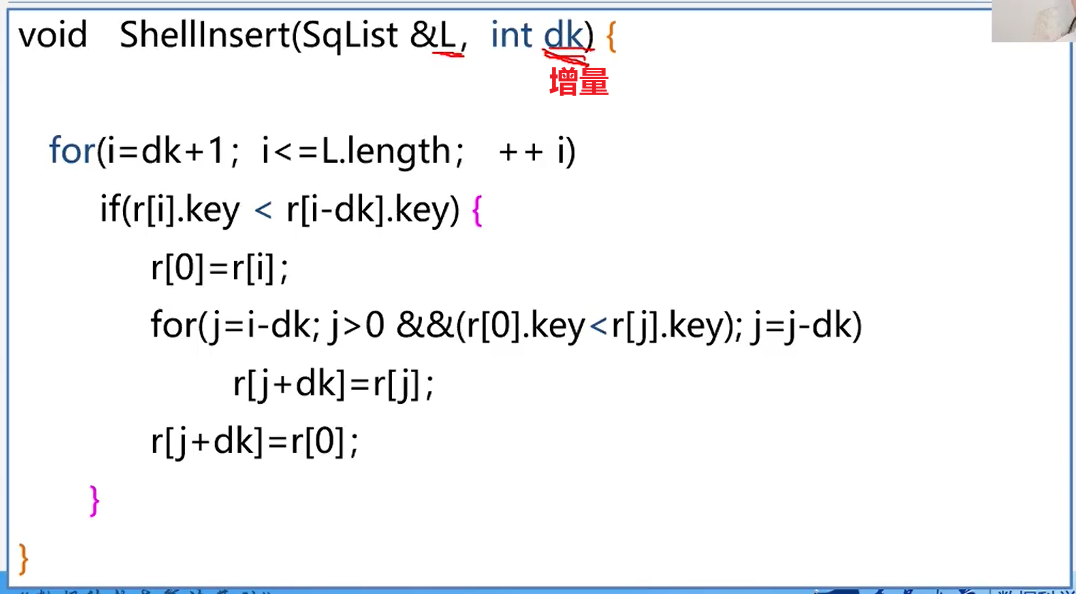 void ShellInsert(SqList &L, int dk) {
增量
for(i=dk+1; i<=L.length; ++ i)
if(r[i].key < r[i-dk].key) {
r[0]=r[i];
for(j=i-dk; j>0 &&(r[0].key<r[j].key); j=j-dk)
r[j+dk]=r[j];
r[j+dk]=r[0];
}
}